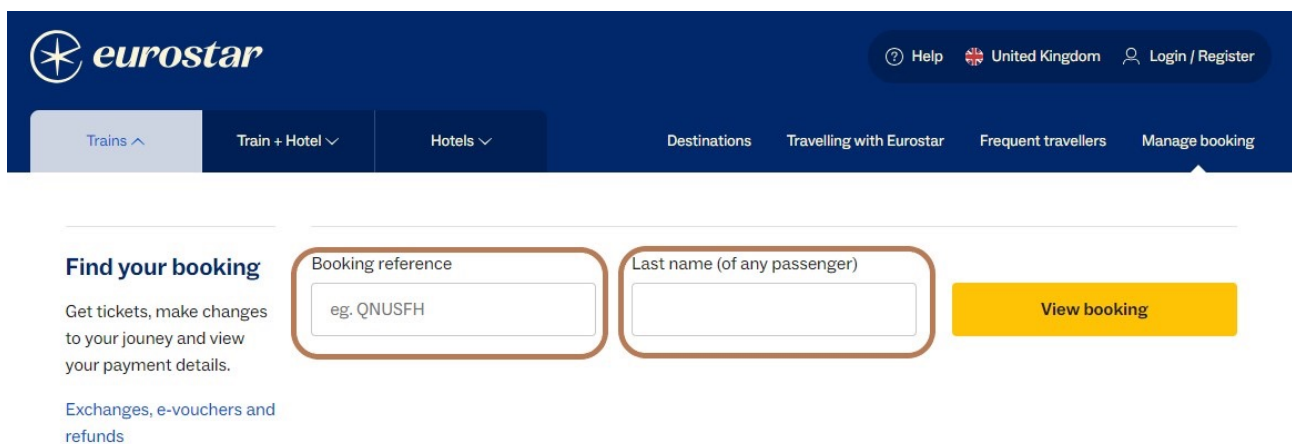 eurostar
Help United Kingdom Login / Register
Trains Train + Hotel Hotels Destinations Travelling with Eurostar Frequent travellers Manage booking
Find your booking
Get tickets, make changes
to your jouney and view
your payment details.
Exchanges, e-vouchers and
refunds
Booking reference
eg. QNUSFH
Last name (of any passenger)
View booking